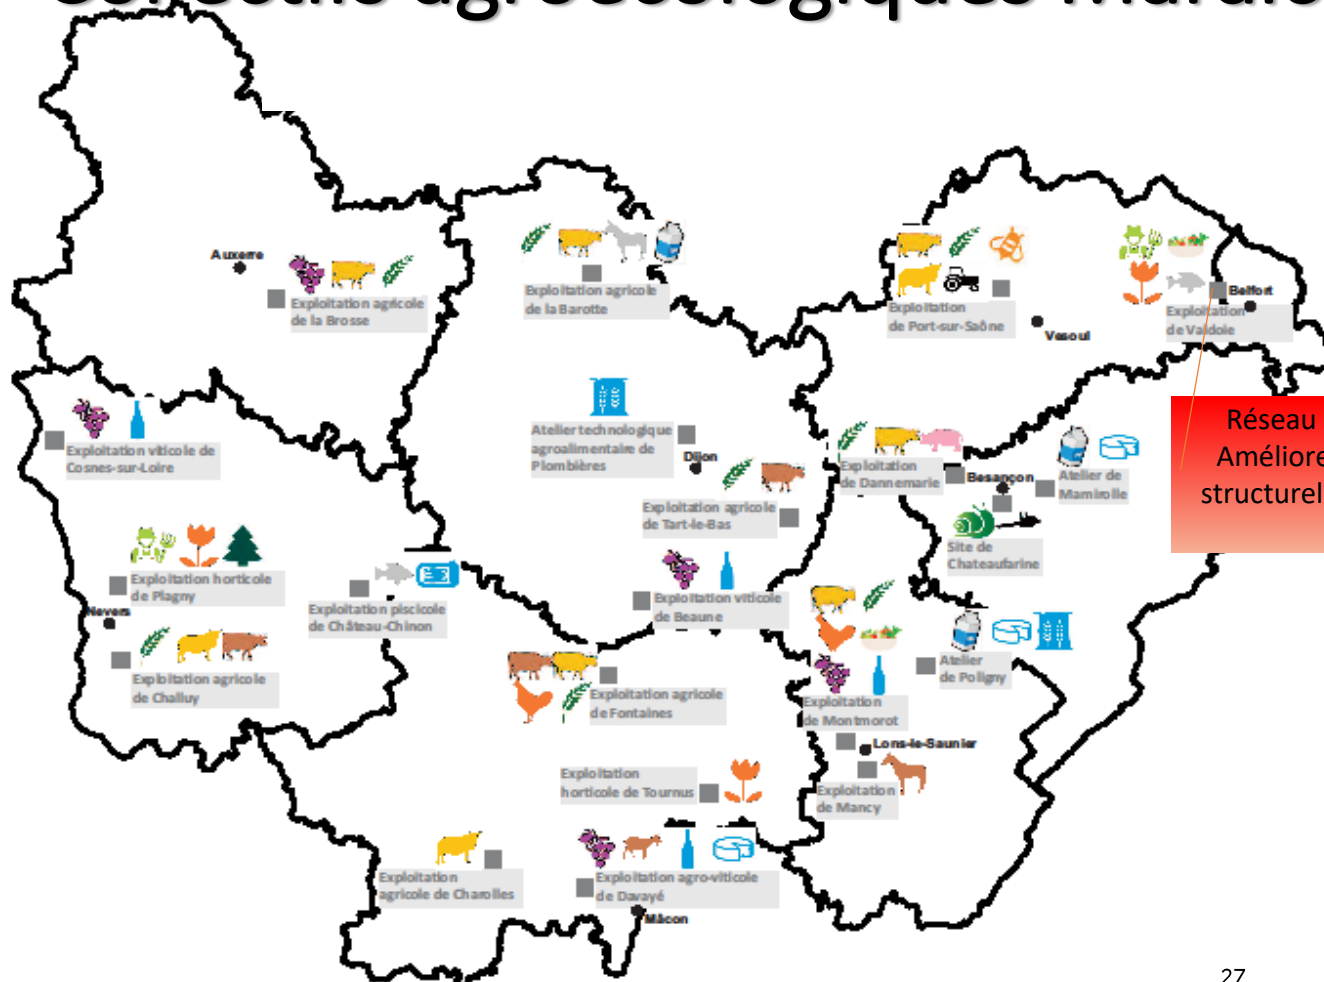 Collectifs agroécologiques
Auxerre
Exploitation agricole
de la Brosse
Exploitation agricole
de la Barotte
Exploitation
de Port-sur-Saône
Vesoul
Belfort
Exploitation
de Valdoie
Réseau
Améliore
structurel
Exploitation viticole de
Cosnes-sur-Loire
Atelier technologique
agroalimentaire de
Plombières
Dijon
Exploitation agricole
de Tart-le-Bas
Exploitation
de Dannemarie
Besançon
Atelier de
Mamirolle
Site de
Chateaufarine
Exploitation horticole
de Plagny
Nevers
Exploitation piscicole
de Château-Chinon
Exploitation viticole
de Beaune
Exploitation agricole
de Challuy
Exploitation agricole
de Fontaines
Atelier
de Poligny
Exploitation
de Montmorot
Lons-le-Saunier
Exploitation
de Mancy
Exploitation
horticole de Tournus
Exploitation
agricole de Charolles
Exploitation agro-viticole
de Davayé
Mâcon
27